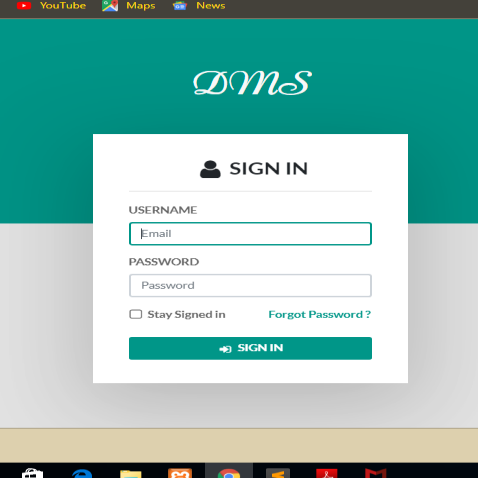 YouTube Maps News
DMS
SIGN IN
USERNAME
Email
PASSWORD
Password
Stay Signed in Forgot Password ?
SIGN IN